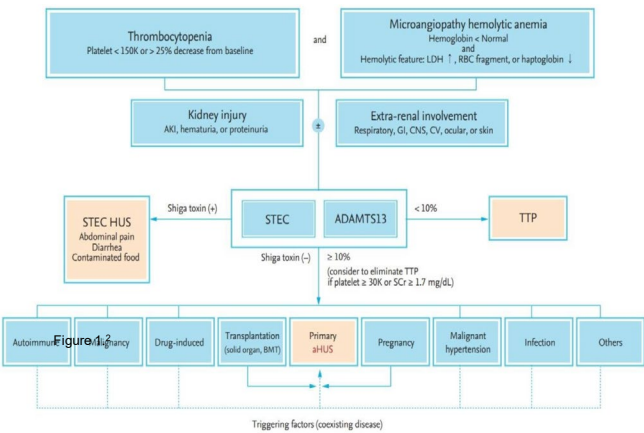 Thrombocytopenia
Platelet < 150K or > 25% decrease from baseline
and
Microangiopathy hemolytic anemia
Hemoglobin < Normal
and
Hemolytic feature: LDH ↑, RBC fragment, or haptoglobin ↓
Kidney injury
AKI, hematuria, or proteinuria
±
Extra-renal involvement
Respiratory, GI, CNS, CV, ocular, or skin
STEC HUS
Abdominal pain
Diarrhea
Contaminated food
Shiga toxin (+)
STEC
ADAMTS13
< 10%
TTP
Shiga toxin (–)
≥ 10%
(consider to eliminate TTP
if platelet ≥ 30K or SCr ≥ 1.7 mg/dL)
Autoimmune
Figure 1.²
Malignancy
Drug-induced
Transplantation
(solid organ, BMT)
Primary
aHUS
Pregnancy
Malignant
hypertension
Infection
Others
Triggering factors (coexisting disease)